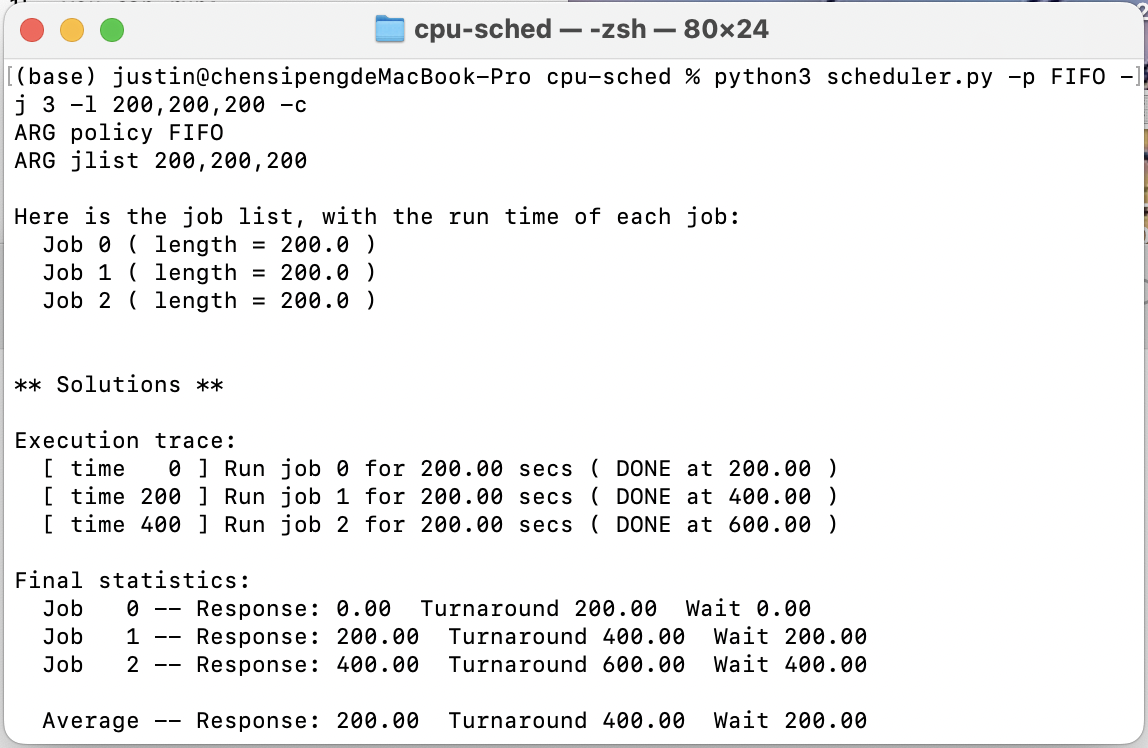 cpu-sched — -zsh — 80×24
[(base) justin@chensipengdeMacBook-Pro cpu-sched % python3 scheduler.py -p FIFO -]
j 3 -l 200,200,200 -c
ARG policy FIFO
ARG jlist 200,200,200
Here is the job list, with the run time of each job:
  Job 0 ( length = 200.0 )
  Job 1 ( length = 200.0 )
  Job 2 ( length = 200.0 )
** Solutions **
Execution trace:
  [ time   0 ] Run job 0 for 200.00 secs ( DONE at 200.00 )
  [ time 200 ] Run job 1 for 200.00 secs ( DONE at 400.00 )
  [ time 400 ] Run job 2 for 200.00 secs ( DONE at 600.00 )
Final statistics:
  Job   0 -- Response: 0.00  Turnaround 200.00  Wait 0.00
  Job   1 -- Response: 200.00  Turnaround 400.00  Wait 200.00
  Job   2 -- Response: 400.00  Turnaround 600.00  Wait 400.00
  Average -- Response: 200.00  Turnaround 400.00  Wait 200.00